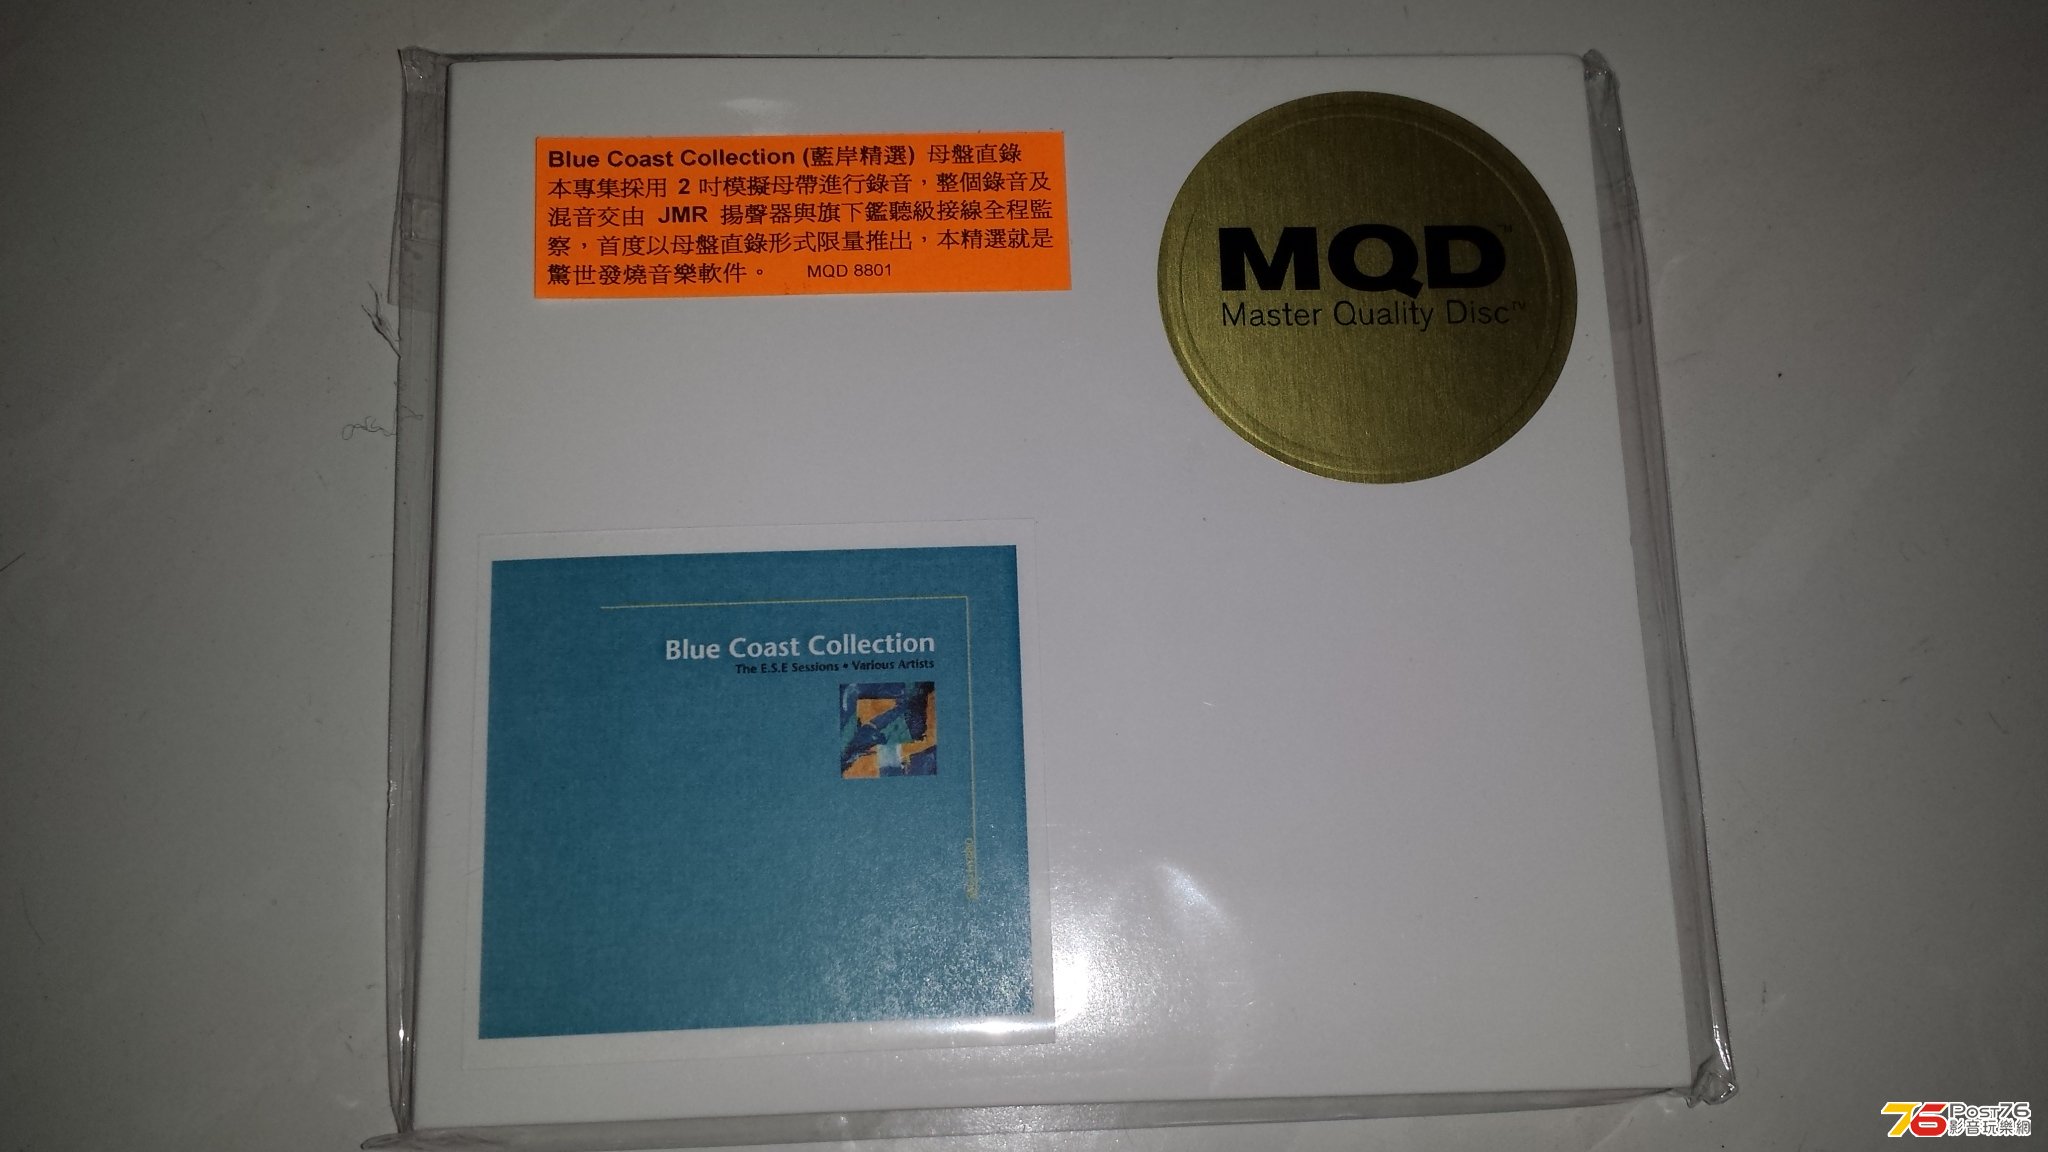 Blue Coast Collection (藍岸精選) 母盤直錄
本專集採用 2 吋模擬母帶進行錄音，整個錄音及
混音交由 JMR 揚聲器與旗下鑑聽級接線全程監
察，首度以母盤直錄形式限量推出，本精選就是
驚世發燒音樂軟件。 MQD 8801
MQD™
Master Quality Disc™
Blue Coast Collection
The E.S.E Sessions • Various Artists
76 Post76
影音玩樂網